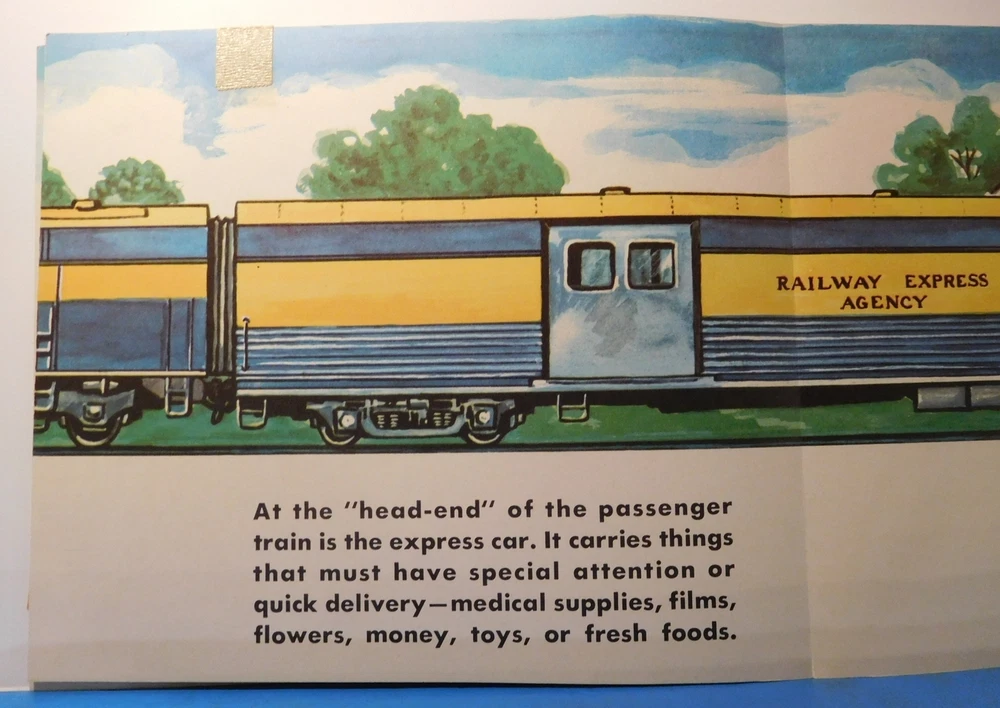 RAILWAY EXPRESS
AGENCY
At the "head-end" of the passenger
train is the express car. It carries things
that must have special attention or
quick delivery—medical supplies, films,
flowers, money, toys, or fresh foods.